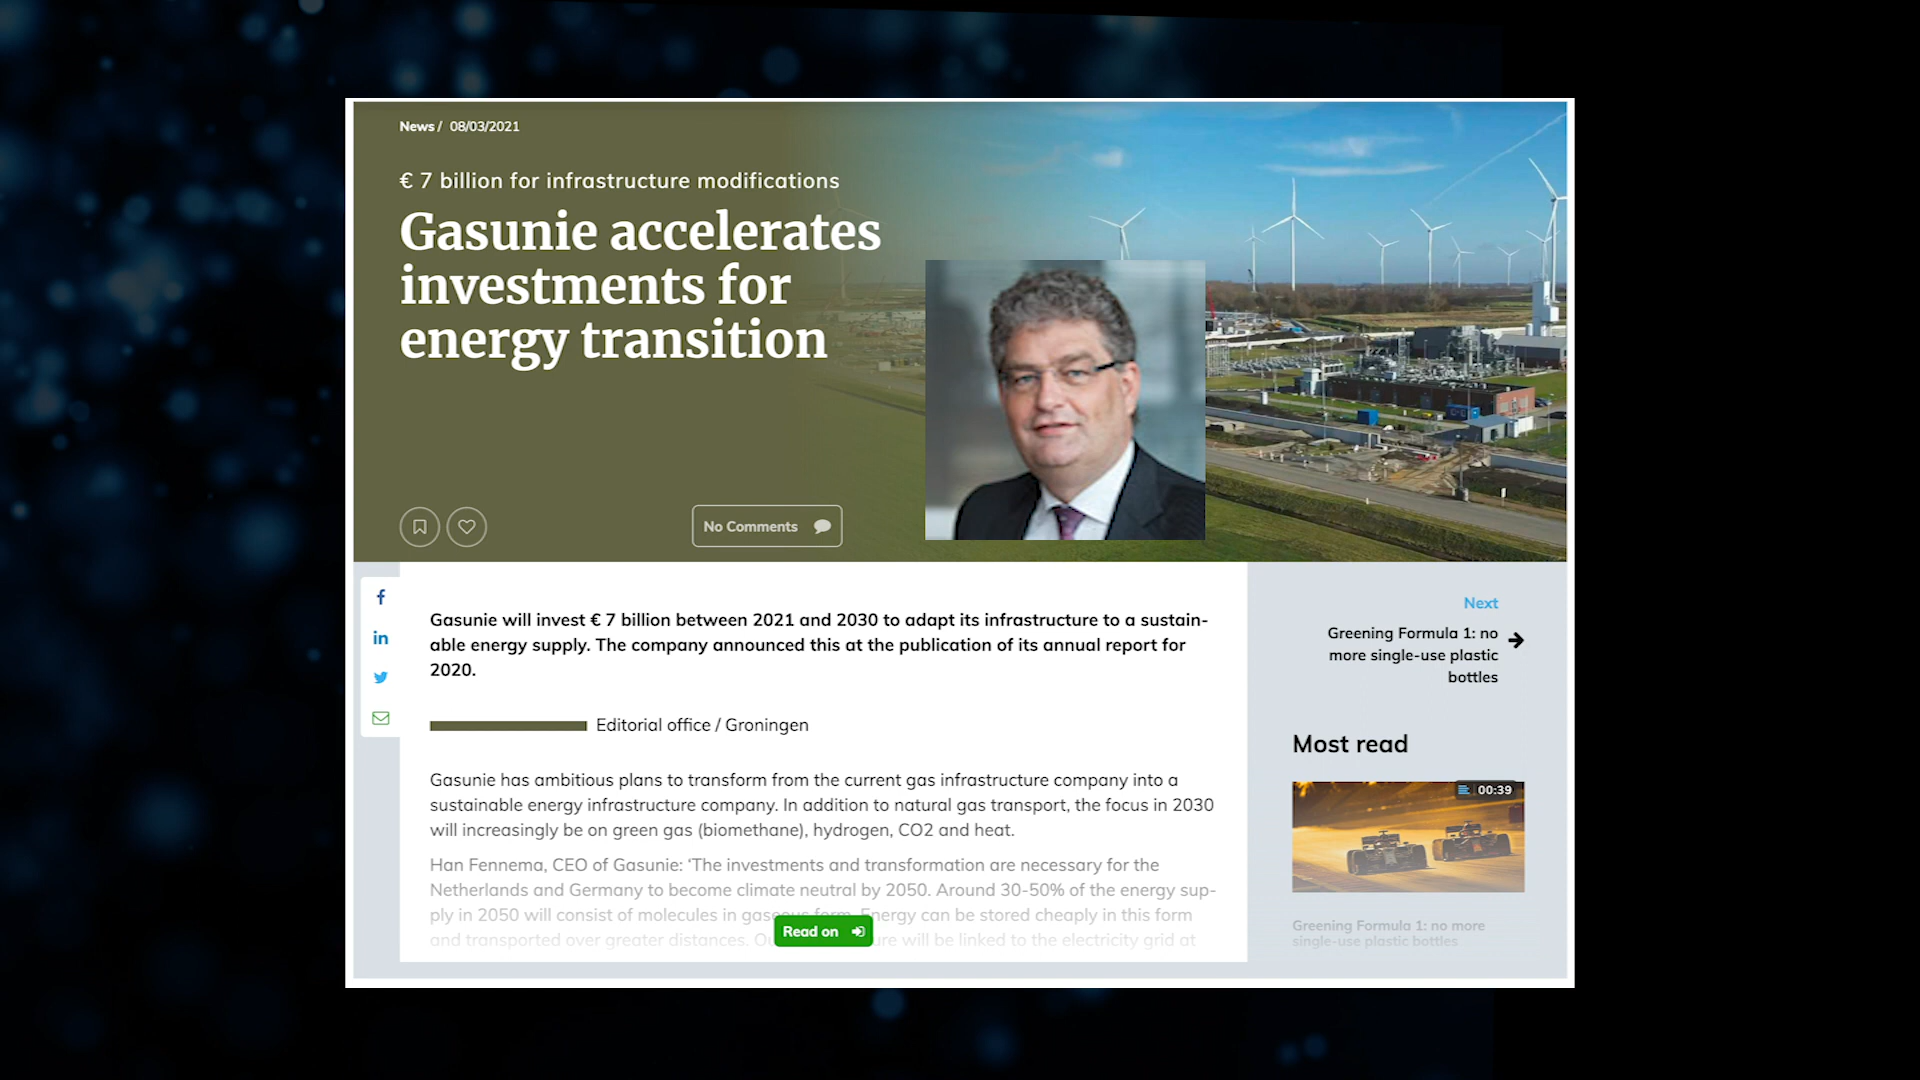 News / 08/03/2021
€ 7 billion for infrastructure modifications
Gasunie accelerates
investments for
energy transition
No Comments
Gasunie will invest € 7 billion between 2021 and 2030 to adapt its infrastructure to a sustain-
able energy supply. The company announced this at the publication of its annual report for
2020.
Editorial office / Groningen
Gasunie has ambitious plans to transform from the current gas infrastructure company into a
sustainable energy infrastructure company. In addition to natural gas transport, the focus in 2030
will increasingly be on green gas (biomethane), hydrogen, CO2 and heat.
Han Fennema, CEO of Gasunie: ‘The investments and transformation are necessary for the
Netherlands and Germany to become climate neutral by 2050. Around 30-50% of the energy sup-
ply in 2050 will consist of molecules in gaseous form. Energy can be stored cheaply in this form
and transported over greater distances. will be linked to the electricity grid at
Read on
Next
Greening Formula 1: no
more single-use plastic
bottles
Most read
00:39
Greening Formula 1: no more
single-use plastic bottles